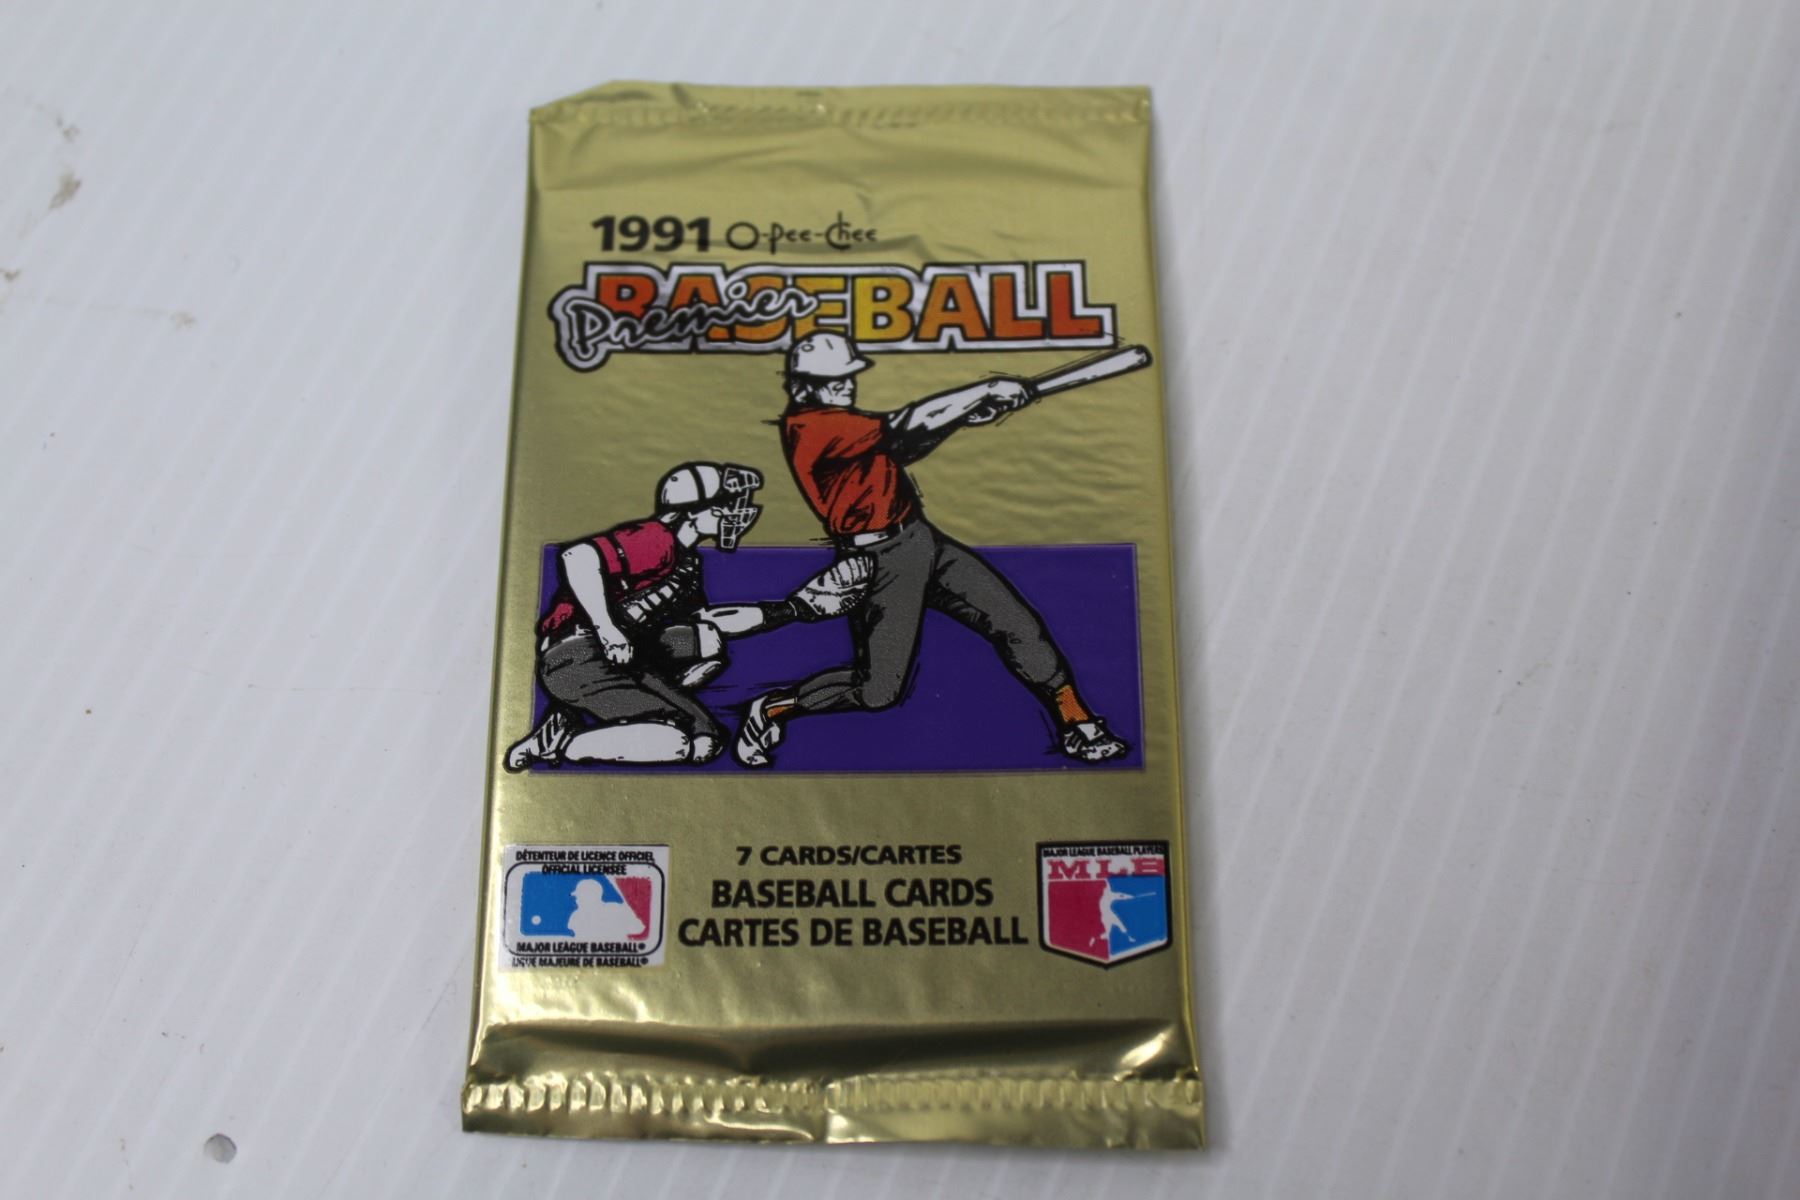 1991 O-Pee-Chee
Premier BASEBALL
7 CARDS/CARTES
BASEBALL CARDS
CARTES DE BASEBALL
DÉTENTEUR DE LICENCE OFFICIEL
OFFICIAL LICENSEE
MAJOR LEAGUE BASEBALL®
LIGUE MAJEURE DE BASEBALL®
MAJOR LEAGUE BASEBALL PLAYERS
MLB